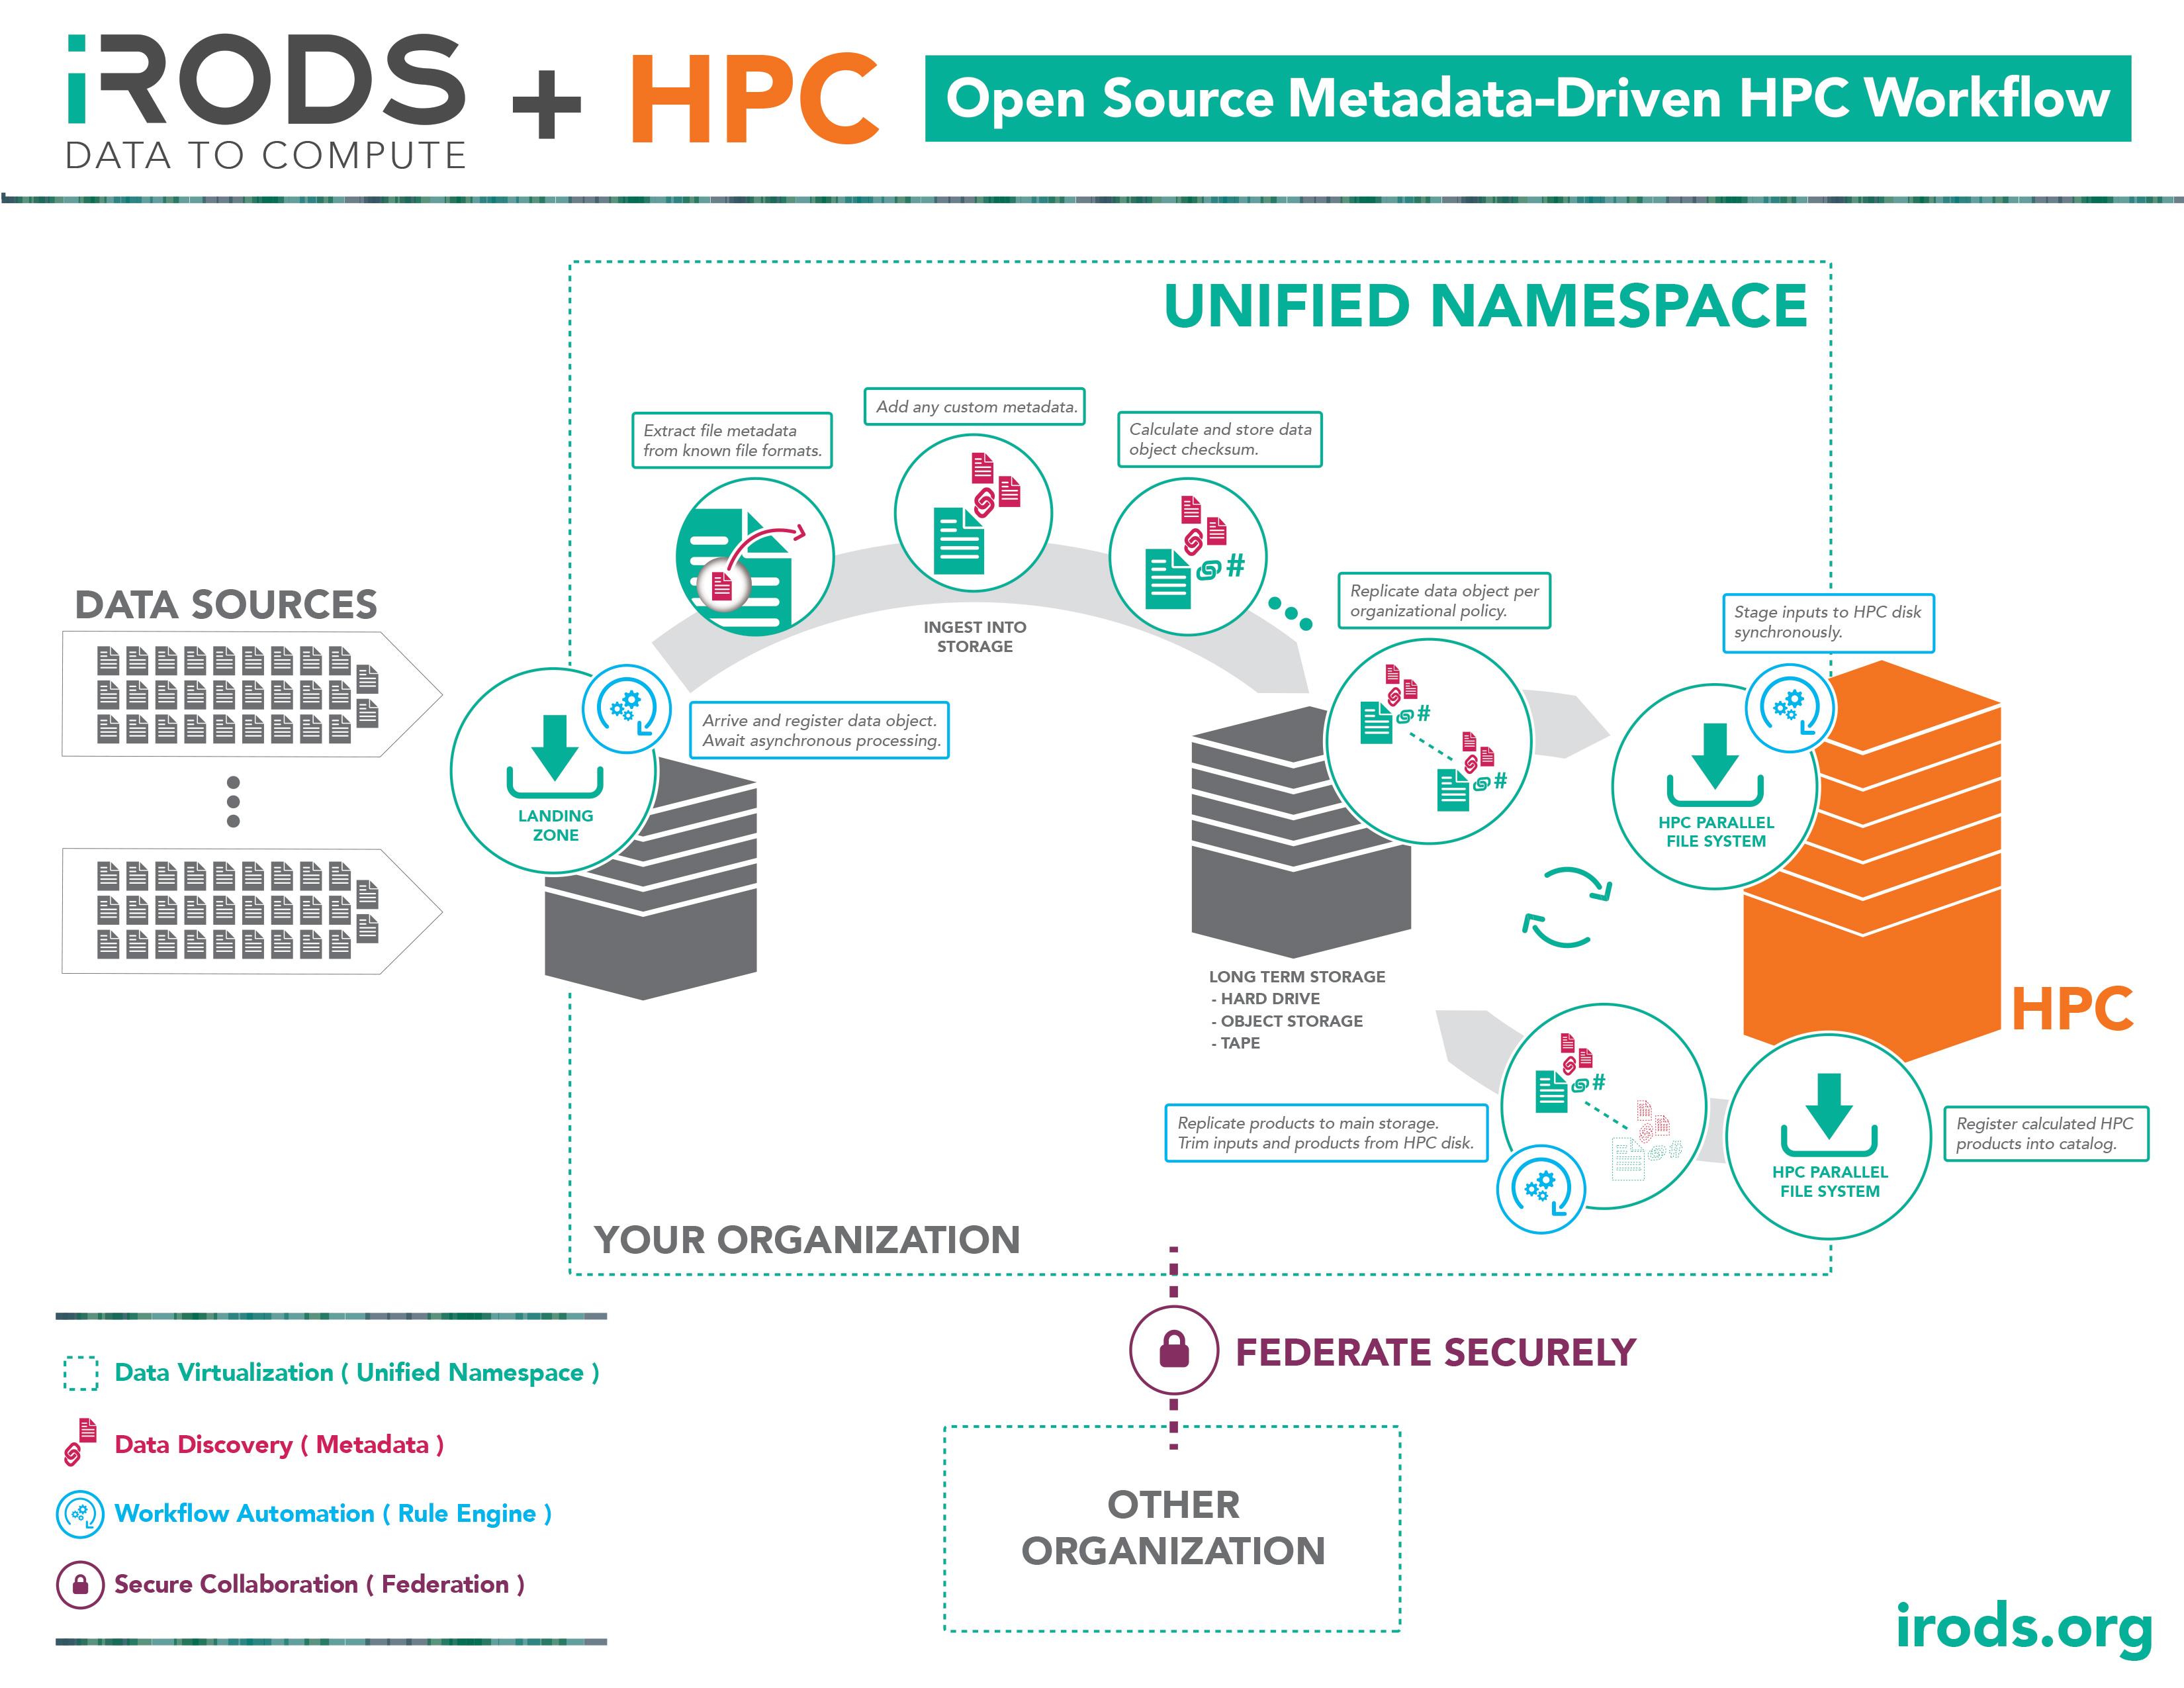 iRODS + HPC Open Source Metadata-Driven HPC Workflow
DATA TO COMPUTE
UNIFIED NAMESPACE
DATA SOURCES
LANDING
ZONE
Arrive and register data object.
Await asynchronous processing.
Extract file metadata
from known file formats.
Add any custom metadata.
Calculate and store data
object checksum.
#
INGEST INTO
STORAGE
Replicate data object per
organizational policy.
#
#
Stage inputs to HPC disk
synchronously.
HPC PARALLEL
FILE SYSTEM
LONG TERM STORAGE
- HARD DRIVE
- OBJECT STORAGE
- TAPE
HPC
#
#
Replicate products to main storage.
Trim inputs and products from HPC disk.
HPC PARALLEL
FILE SYSTEM
Register calculated HPC
products into catalog.
YOUR ORGANIZATION
FEDERATE SECURELY
OTHER
ORGANIZATION
Data Virtualization ( Unified Namespace )
Data Discovery ( Metadata )
Workflow Automation ( Rule Engine )
Secure Collaboration ( Federation )
irods.org